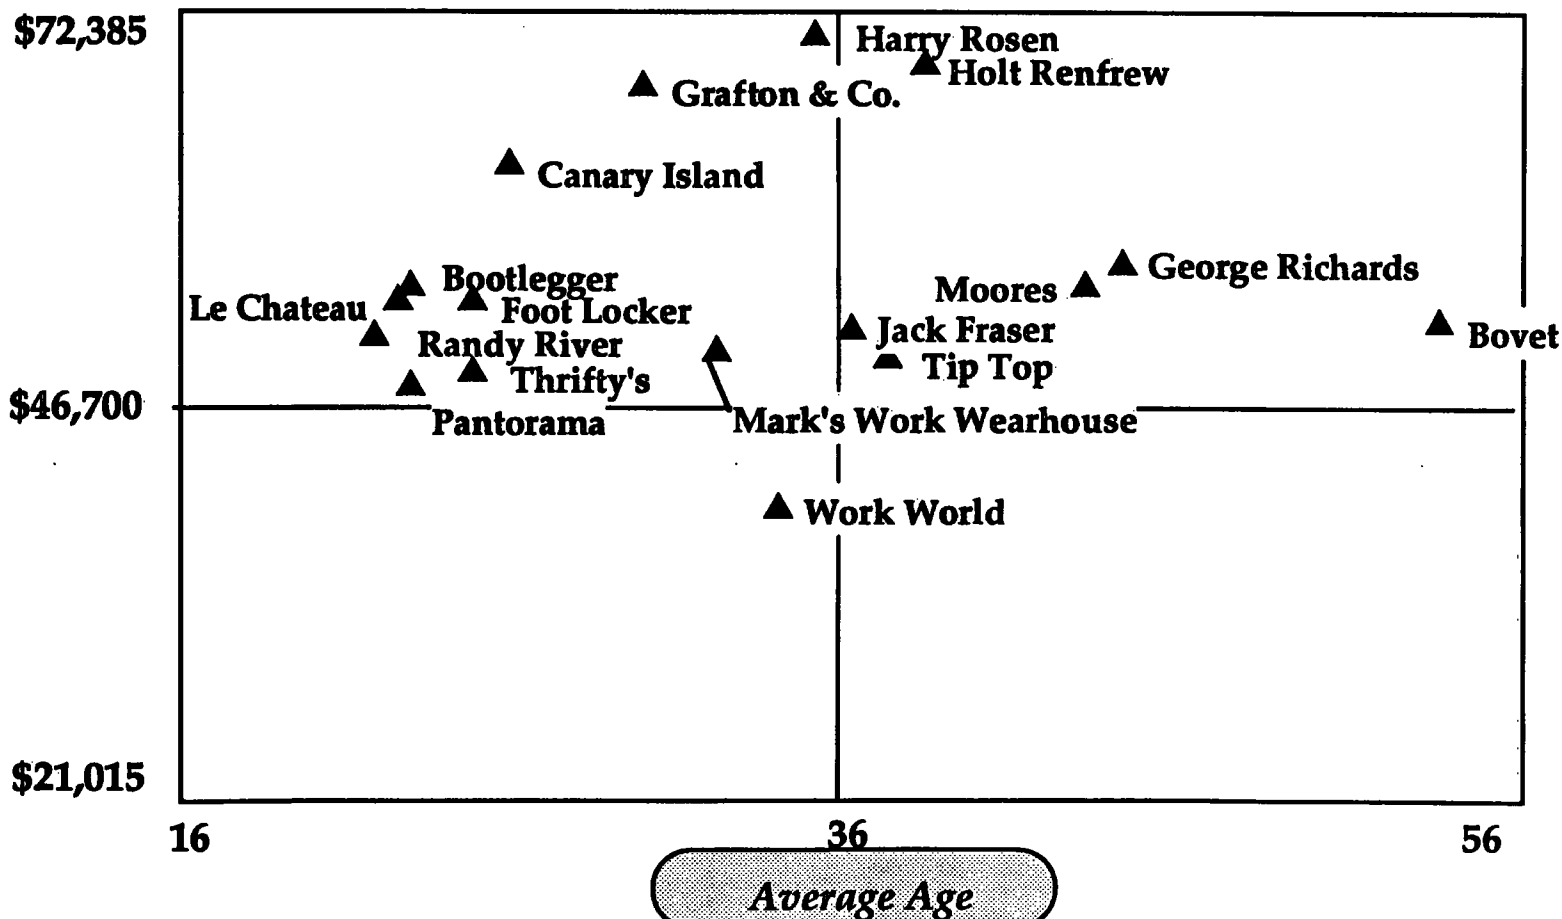 $72,385
Harry Rosen
Holt Renfrew
Grafton & Co.
Canary Island
George Richards
Bootlegger
Moores
Le Chateau
Foot Locker
Jack Fraser
Bovet
Randy River
Tip Top
Thrifty's
$46,700
Pantorama
Mark's Work Wearhouse
Work World
$21,015
16
36
56
Average Age